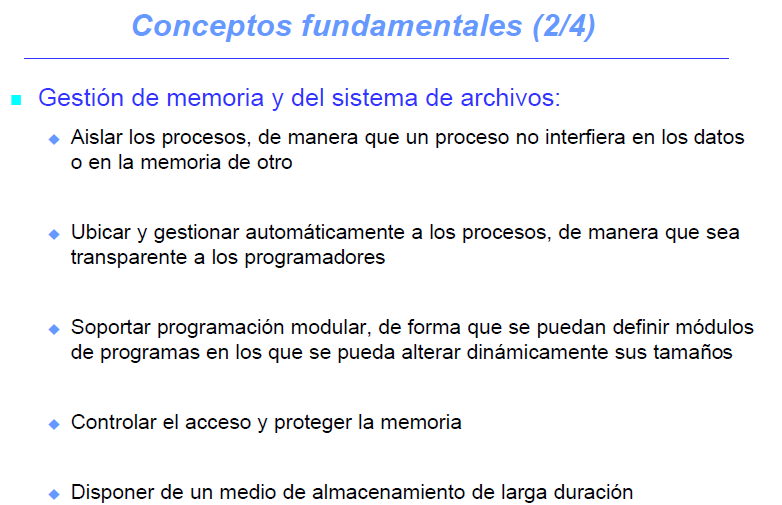 Conceptos fundamentales (2/4)
Gestión de memoria y del sistema de archivos:
Aislar los procesos, de manera que un proceso no interfiera en los datos
o en la memoria de otro
Ubicar y gestionar automáticamente a los procesos, de manera que sea
transparente a los programadores
Soportar programación modular, de forma que se puedan definir módulos
de programas en los que se pueda alterar dinámicamente sus tamaños
Controlar el acceso y proteger la memoria
Disponer de un medio de almacenamiento de larga duración